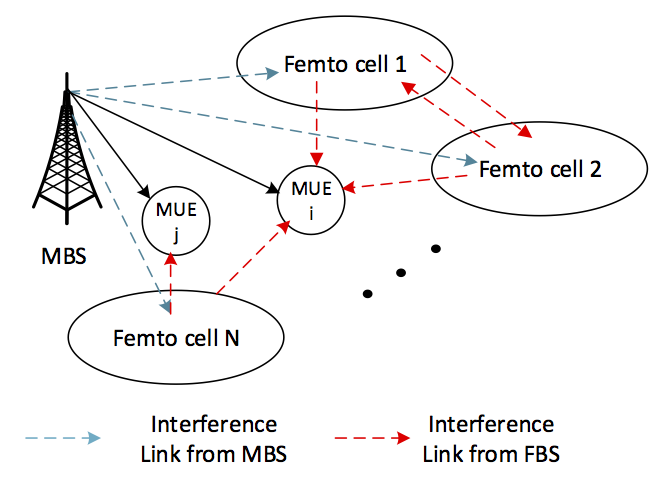 Femto cell 1
Femto cell 2
MUE
i
MUE
j
MBS
Femto cell N
Interference
Link from MBS
Interference
Link from FBS